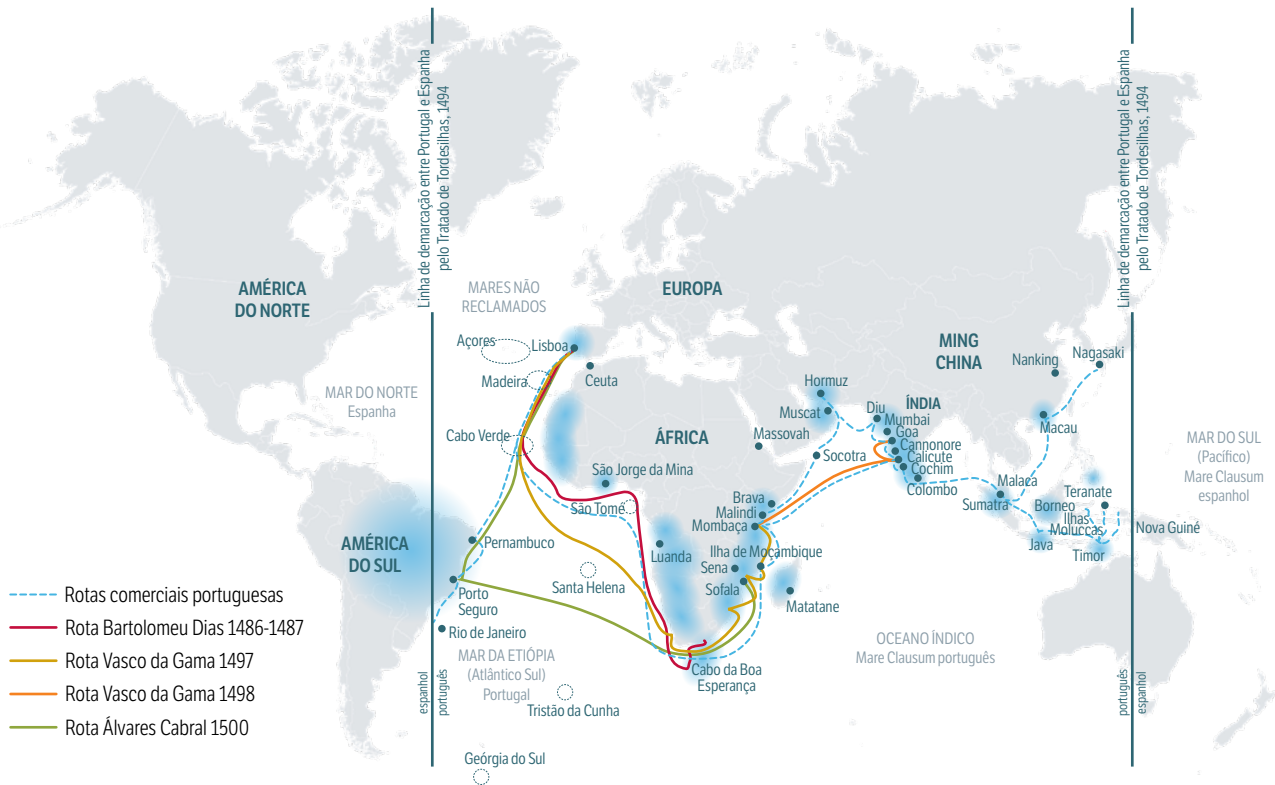 Linha de demarcação entre Portugal e Espanha
pelo Tratado de Tordesilhas, 1494
Linha de demarcação entre Portugal e Espanha
pelo Tratado de Tordesilhas, 1494
AMÉRICA
DO NORTE
MARES NÃO
RECLAMADOS
EUROPA
MING
CHINA
Açores
Lisboa
Madeira
Ceuta
Nanking
Nagasaki
MAR DO NORTE
Espanha
Hormuz
Muscat
Diu
ÍNDIA
Mumbai
Goa
Cannonore
Calicute
Cochim
Colombo
Macau
Cabo Verde
ÁFRICA
Massovah
Socotra
MAR DO SUL
(Pacífico)
Mare Clausum
espanhol
São Jorge da Mina
São Tomé
Brava
Malindi
Mombaça
Malaca
Sumatra
Borneo
Teranate
Ilhas
Moluccas
Nova Guiné
Java
Timor
AMÉRICA
DO SUL
Pernambuco
Luanda
Ilha de Moçambique
Sena
Sofala
Santa Helena
Matatane
Porto
Seguro
Rio de Janeiro
MAR DA ETIÓPIA
(Atlântico Sul)
Portugal
OCEANO ÍNDICO
Mare Clausum português
Cabo da Boa
Esperança
Tristão da Cunha
Geórgia do Sul
espanhol
português
português
espanhol
Rotas comerciais portuguesas
Rota Bartolomeu Dias 1486-1487
Rota Vasco da Gama 1497
Rota Vasco da Gama 1498
Rota Álvares Cabral 1500